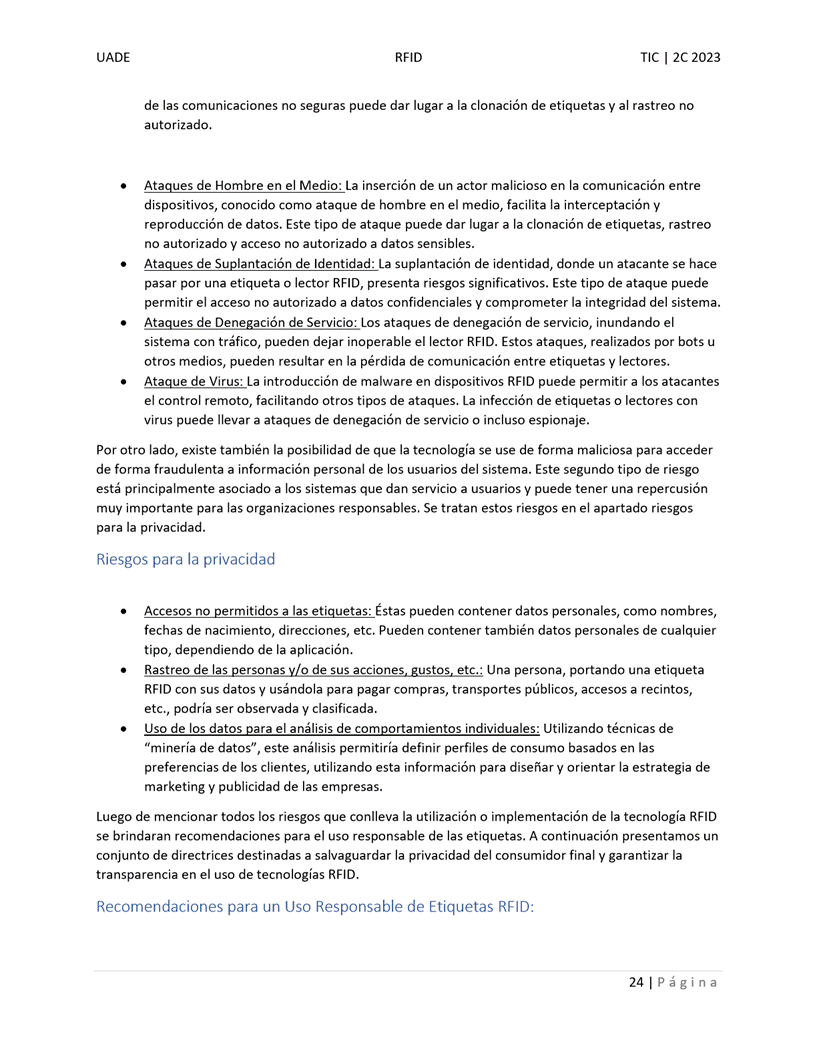 UADE RFID TIC | 2C 2023
de las comunicaciones no seguras puede dar lugar a la clonación de etiquetas y al rastreo no
autorizado.
• Ataques de Hombre en el Medio: La inserción de un actor malicioso en la comunicación entre
dispositivos, conocido como ataque de hombre en el medio, facilita la interceptación y
reproducción de datos. Este tipo de ataque puede dar lugar a la clonación de etiquetas, rastreo
no autorizado y acceso no autorizado a datos sensibles.
• Ataques de Suplantación de Identidad: La suplantación de identidad, donde un atacante se hace
pasar por una etiqueta o lector RFID, presenta riesgos significativos. Este tipo de ataque puede
permitir el acceso no autorizado a datos confidenciales y comprometer la integridad del sistema.
• Ataques de Denegación de Servicio: Los ataques de denegación de servicio, inundando el
sistema con tráfico, pueden dejar inoperable el lector RFID. Estos ataques, realizados por bots u
otros medios, pueden resultar en la pérdida de comunicación entre etiquetas y lectores.
• Ataque de Virus: La introducción de malware en dispositivos RFID puede permitir a los atacantes
el control remoto, facilitando otros tipos de ataques. La infección de etiquetas o lectores con
virus puede llevar a ataques de denegación de servicio o incluso espionaje.
Por otro lado, existe también la posibilidad de que la tecnología se use de forma maliciosa para acceder
de forma fraudulenta a información personal de los usuarios del sistema. Este segundo tipo de riesgo
está principalmente asociado a los sistemas que dan servicio a usuarios y puede tener una repercusión
muy importante para las organizaciones responsables. Se tratan estos riesgos en el apartado riesgos
para la privacidad.
Riesgos para la privacidad
• Accesos no permitidos a las etiquetas: Éstas pueden contener datos personales, como nombres,
fechas de nacimiento, direcciones, etc. Pueden contener también datos personales de cualquier
tipo, dependiendo de la aplicación.
• Rastreo de las personas y/o de sus acciones, gustos, etc.: Una persona, portando una etiqueta
RFID con sus datos y usándola para pagar compras, transportes públicos, accesos a recintos,
etc., podría ser observada y clasificada.
• Uso de los datos para el análisis de comportamientos individuales: Utilizando técnicas de
“minería de datos”, este análisis permitiría definir perfiles de consumo basados en las
preferencias de los clientes, utilizando esta información para diseñar y orientar la estrategia de
marketing y publicidad de las empresas.
Luego de mencionar todos los riesgos que conlleva la utilización o implementación de la tecnología RFID
se brindaran recomendaciones para el uso responsable de las etiquetas. A continuación presentamos un
conjunto de directrices destinadas a salvaguardar la privacidad del consumidor final y garantizar la
transparencia en el uso de tecnologías RFID.
Recomendaciones para un Uso Responsable de Etiquetas RFID:
24 | Página